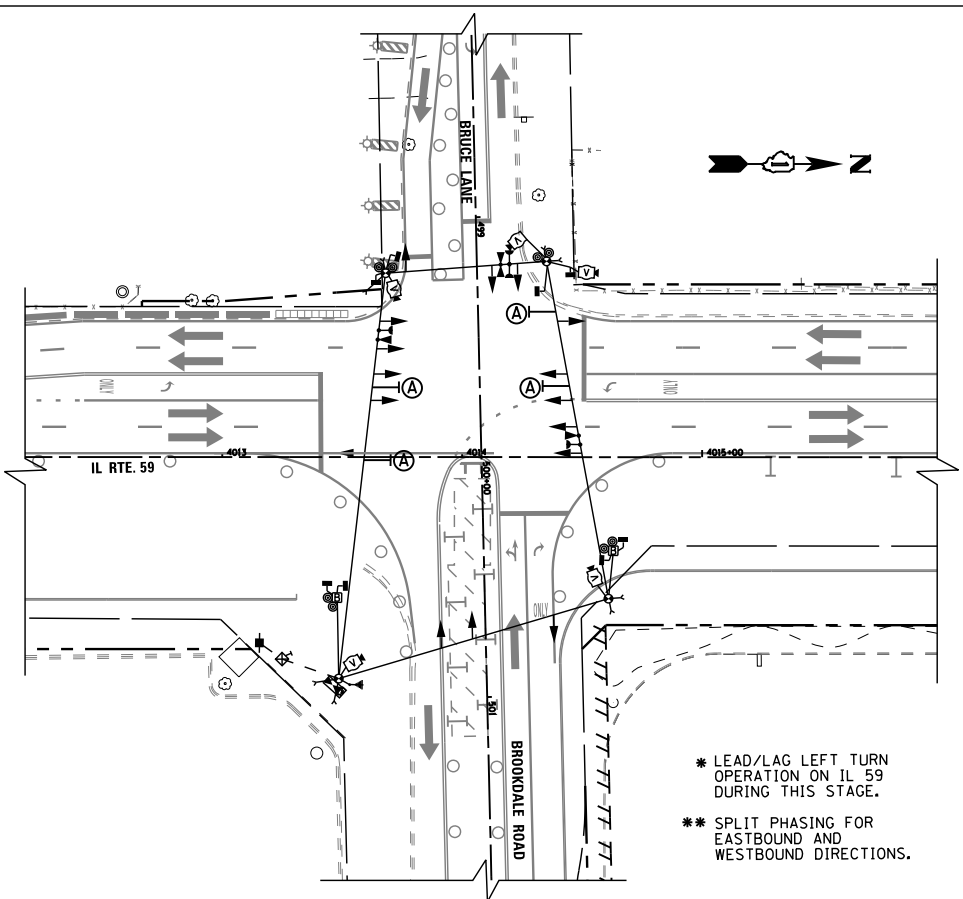 BRUCE LANE
499
N
V
V
V
A
ONLY
A
A
ONLY
4013
4014
4015+00
A
IL RTE. 59
500+00
V
ONLY
V
501
BROOKDALE ROAD
* LEAD/LAG LEFT TURN
OPERATION ON IL 59
DURING THIS STAGE.
** SPLIT PHASING FOR
EASTBOUND AND
WESTBOUND DIRECTIONS.